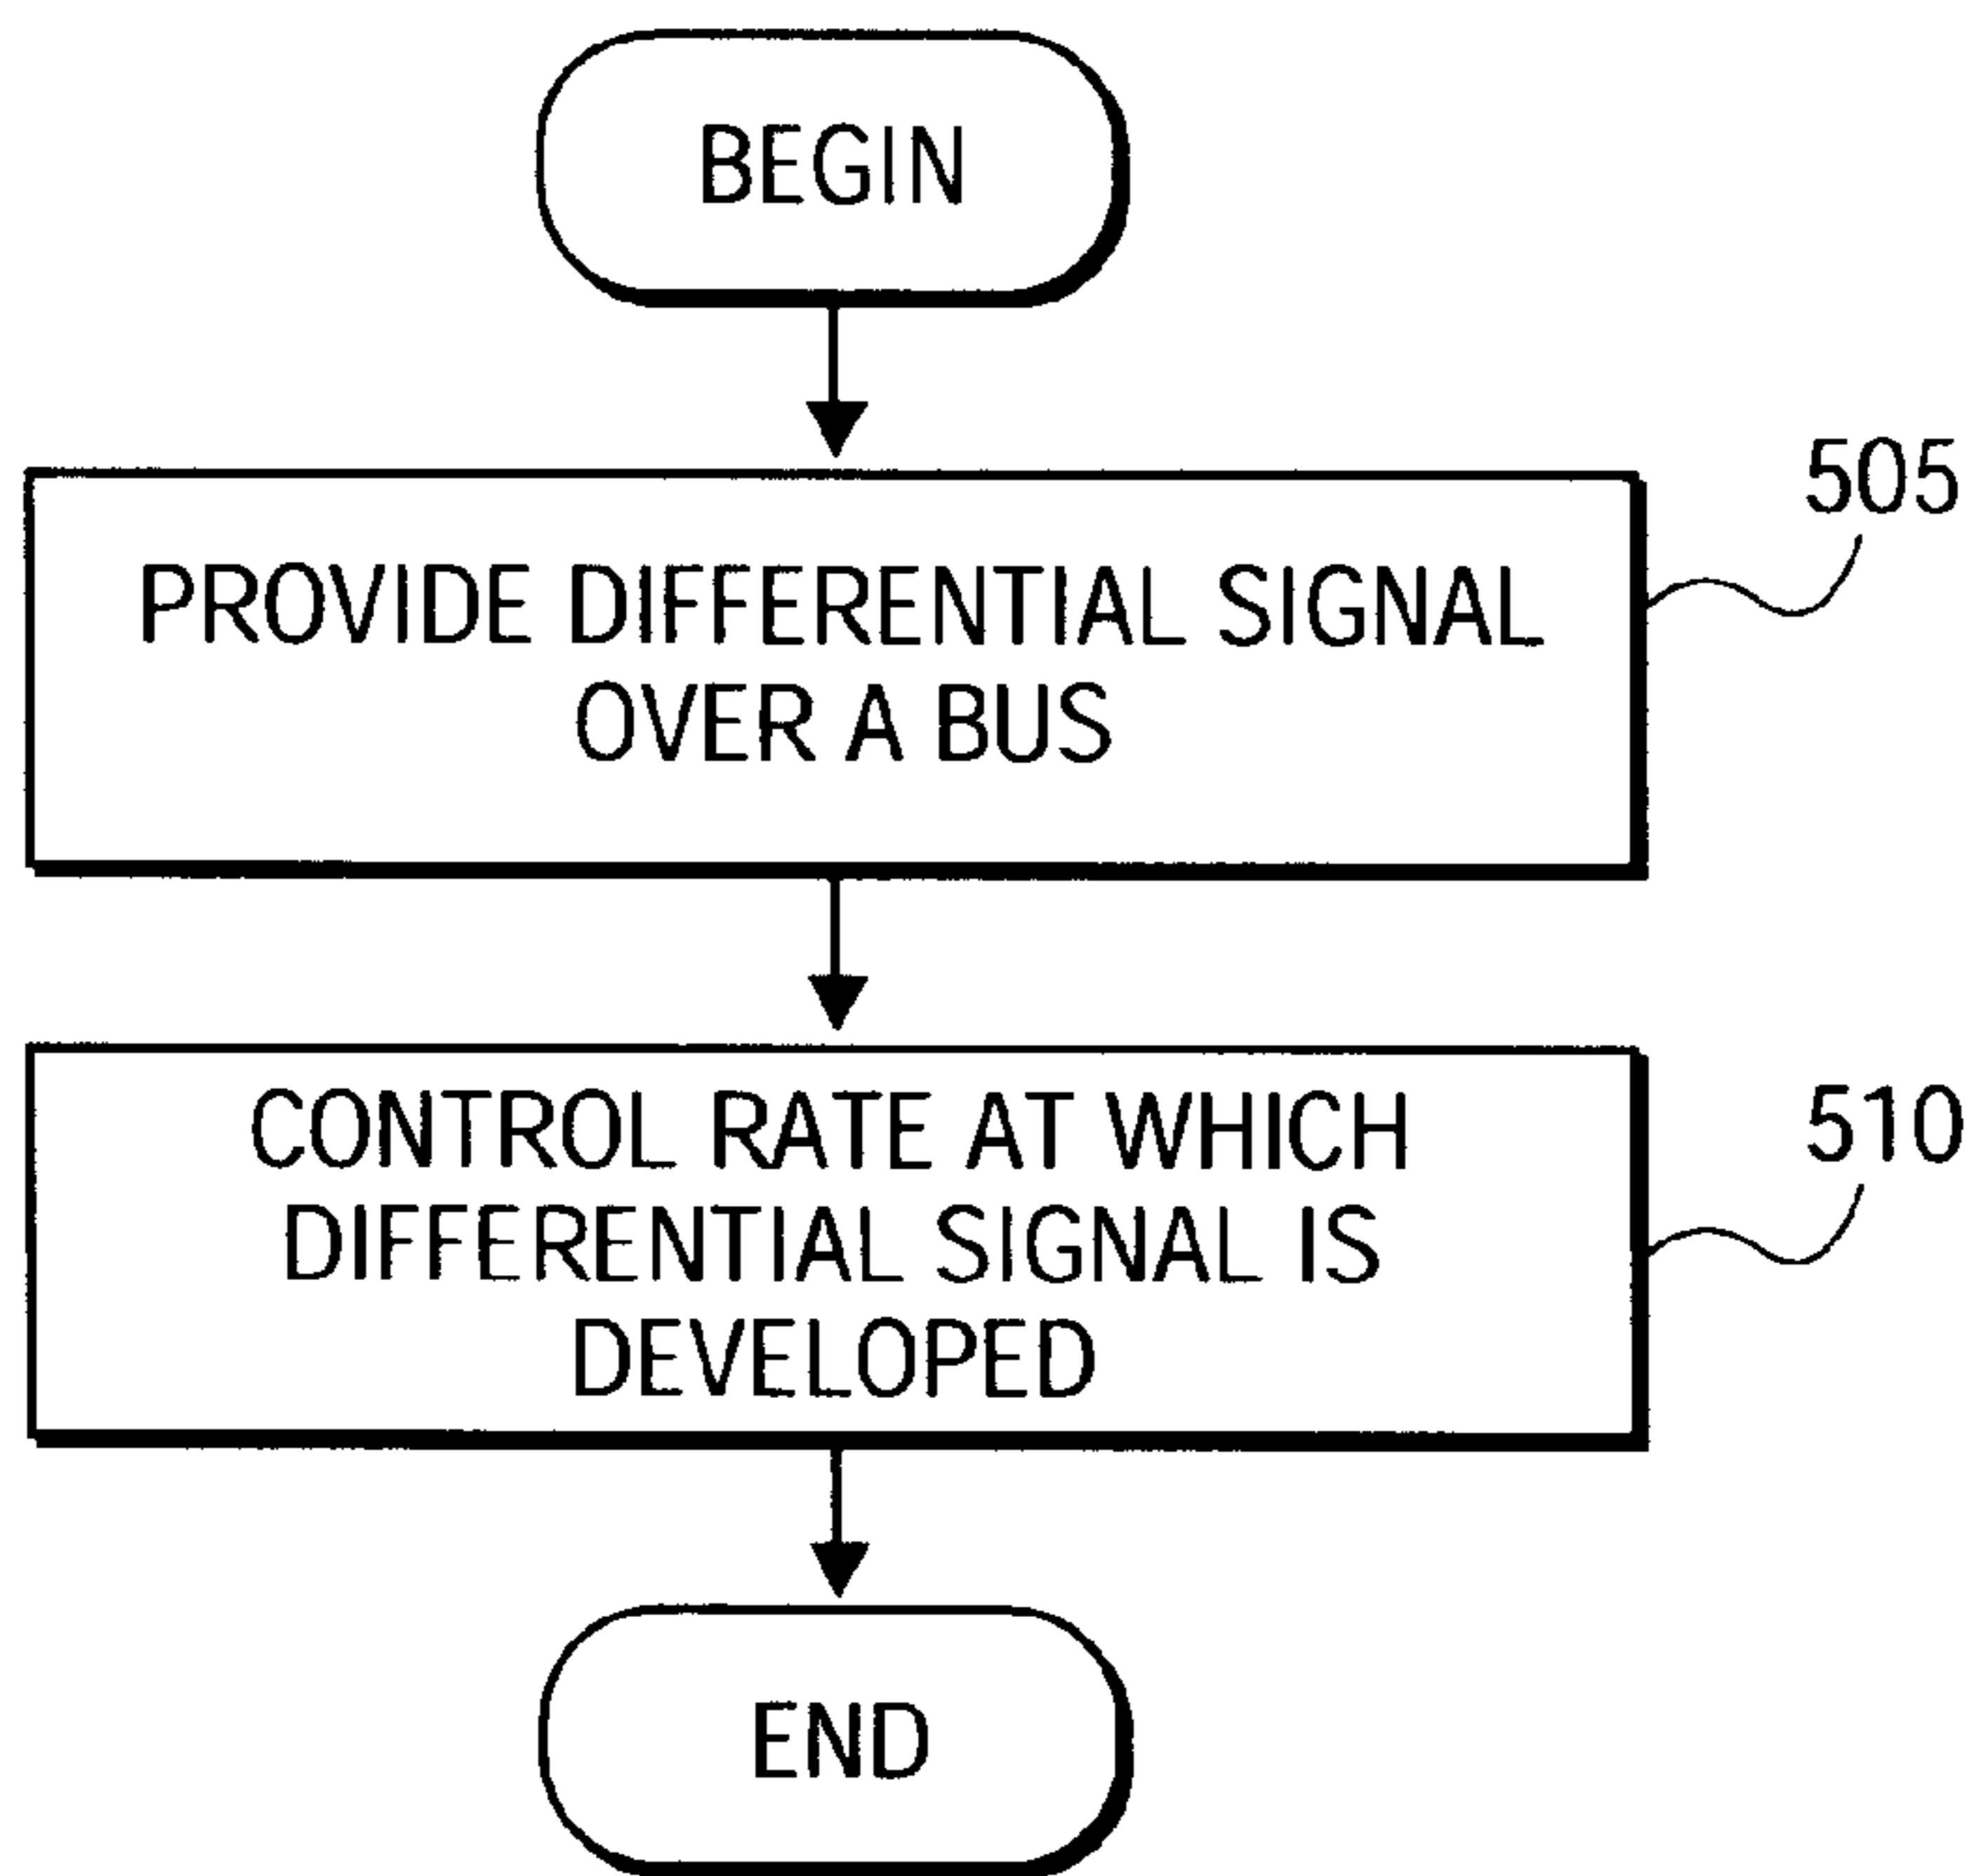 BEGIN
505
PROVIDE DIFFERENTIAL SIGNAL
OVER A BUS
510
CONTROL RATE AT WHICH
DIFFERENTIAL SIGNAL IS
DEVELOPED
END